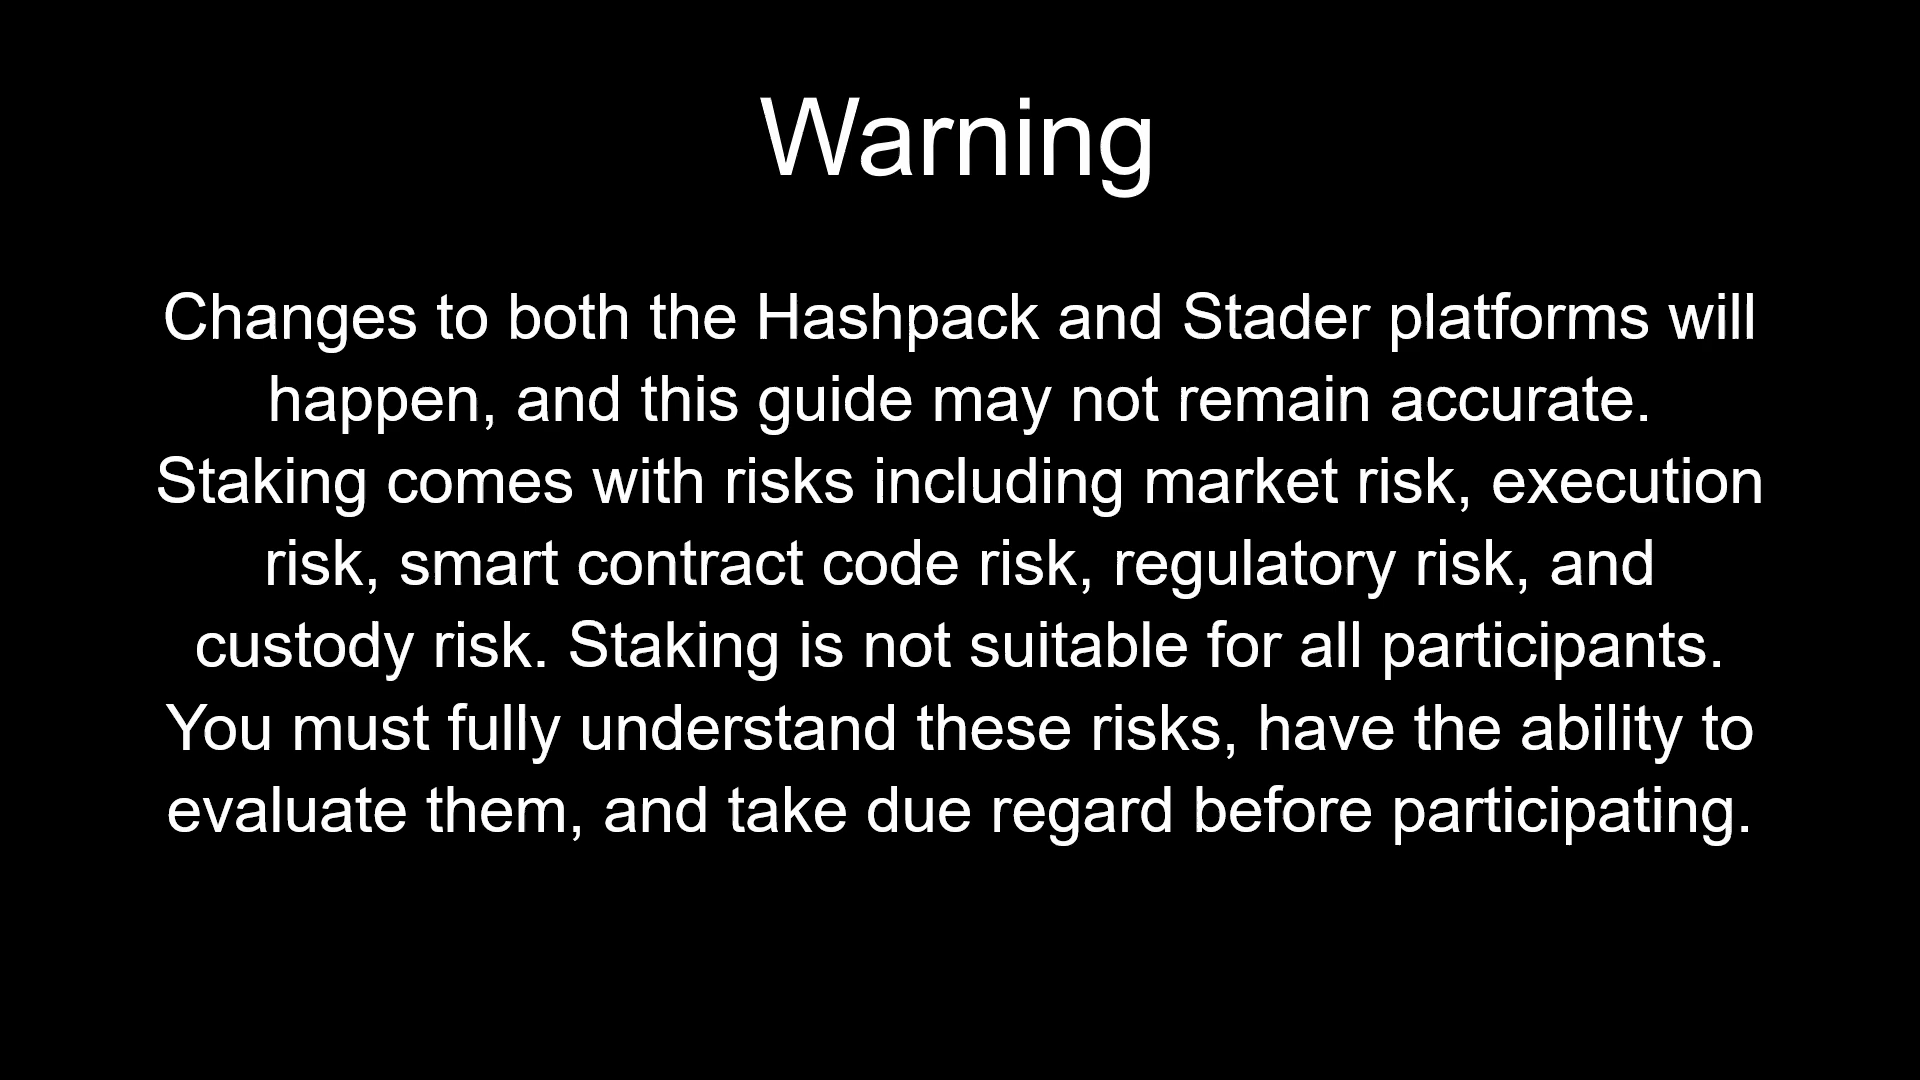 Warning
Changes to both the Hashpack and Stader platforms will
happen, and this guide may not remain accurate.
Staking comes with risks including market risk, execution
risk, smart contract code risk, regulatory risk, and
custody risk. Staking is not suitable for all participants.
You must fully understand these risks, have the ability to
evaluate them, and take due regard before participating.